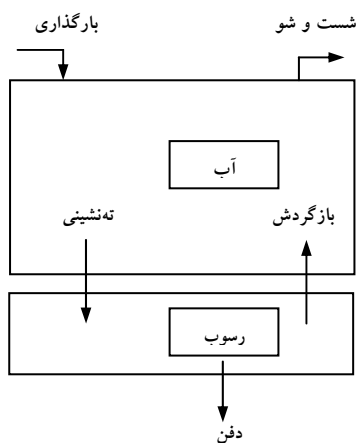 شست و شو
بارگذاری
آب
بازگردش
ته‌نشینی
رسوب
دفن